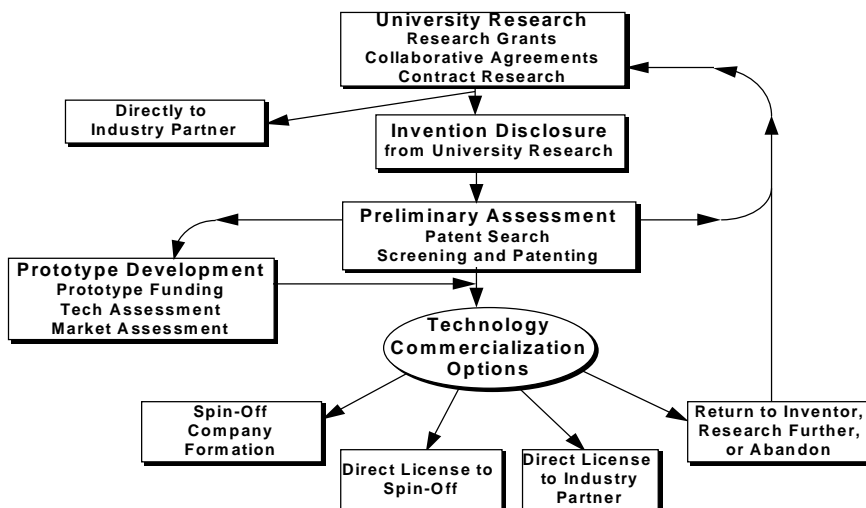 University Research
Research Grants
Collaborative Agreements
Contract Research
Directly to
Industry Partner
Invention Disclosure
from University Research
Preliminary Assessment
Patent Search
Screening and Patenting
Prototype Development
Prototype Funding
Tech Assessment
Market Assessment
Technology
Commercialization
Options
Spin-Off
Company
Formation
Direct License to
Spin-Off
Direct License
to Industry
Partner
Return to Inventor,
Research Further,
or Abandon